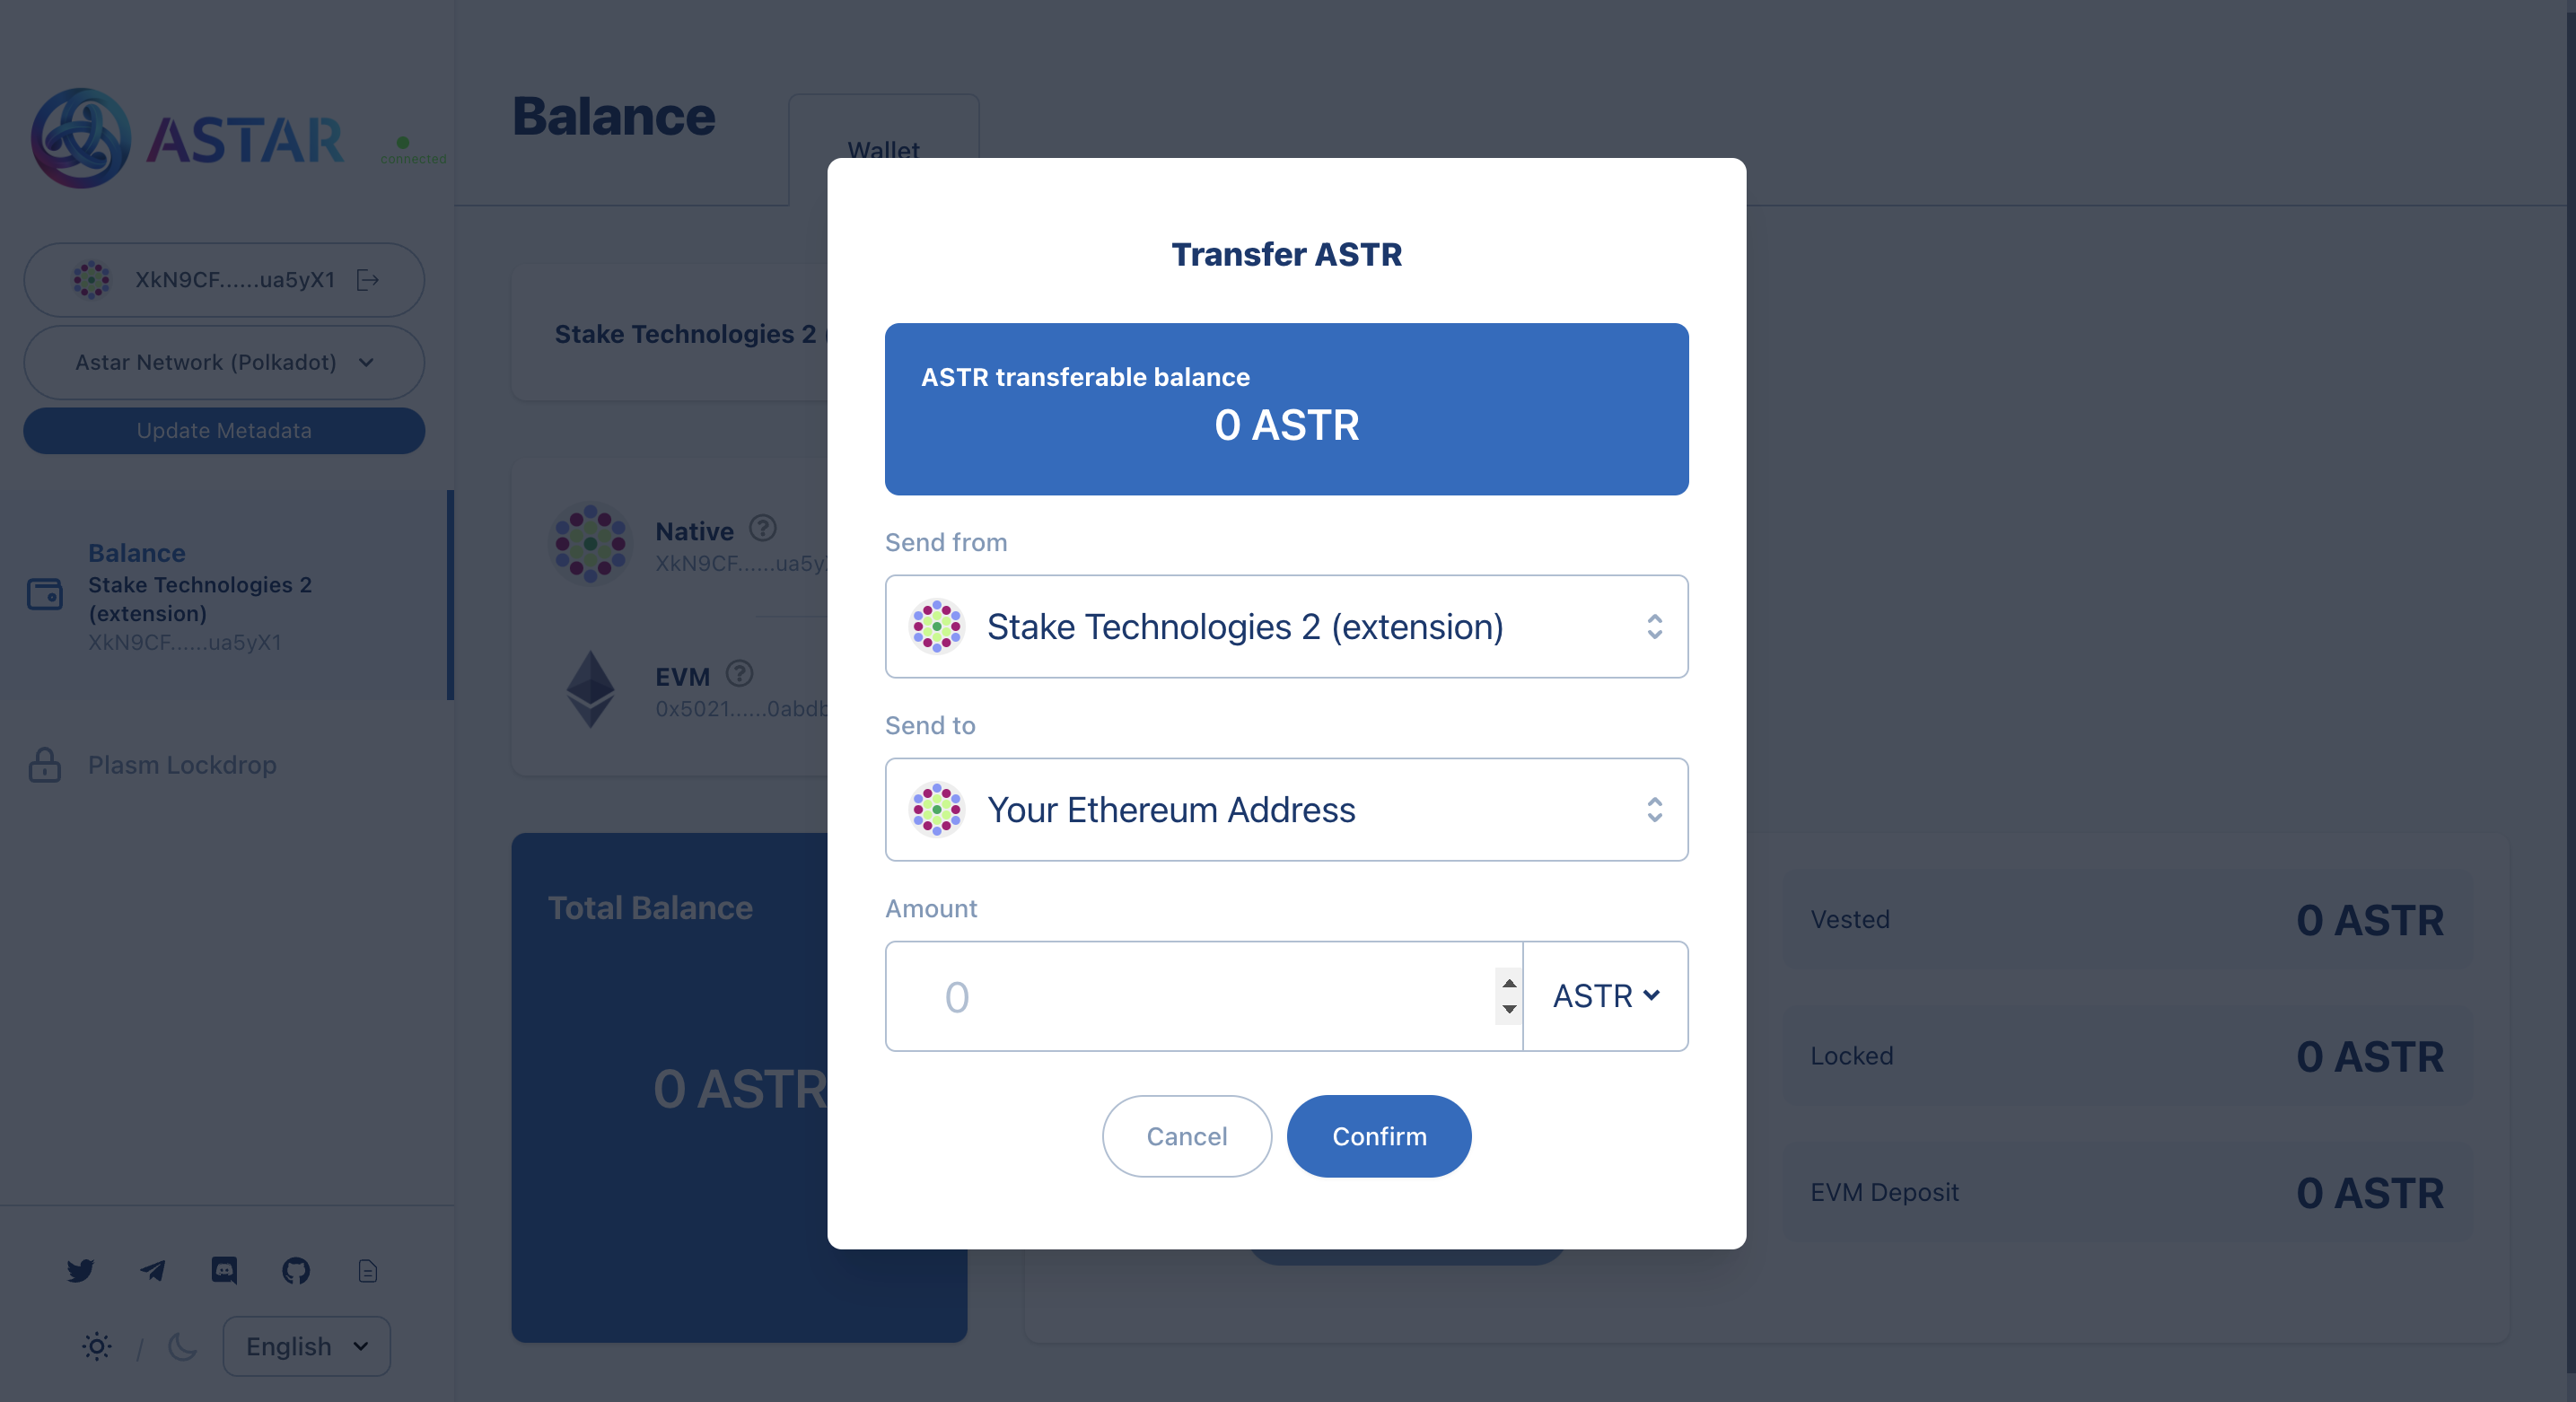 ASTAR
connected
XkN9CF......ua5yX1
Astar Network (Polkadot)
Update Metadata
Balance
Stake Technologies 2
(extension)
XkN9CF......ua5yX1
Plasm Lockdrop
English
/
Balance
Wallet
Stake Technologies 2
Native
XkN9CF......ua5y
EVM
0x5021......0abdb
Total Balance
0 ASTR
Transfer ASTR
ASTR transferable balance
0 ASTR
Send from
Stake Technologies 2 (extension)
Send to
Your Ethereum Address
Amount
0
ASTR
Cancel
Confirm
Vested
0 ASTR
Locked
0 ASTR
EVM Deposit
0 ASTR